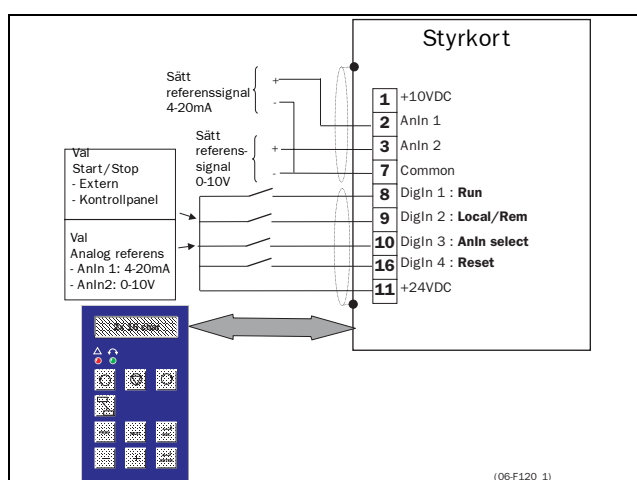 Styrkort
Sätt
referenssignal
4-20mA
+
-
Sätt
referens-
signal
0-10V
+
-
1 +10VDC
2 AnIn 1
3 AnIn 2
7 Common
8 DigIn 1 : Run
9 DigIn 2 : Local/Rem
10 DigIn 3 : AnIn select
16 DigIn 4 : Reset
11 +24VDC
Val
Start/Stop
- Extern
- Kontrollpanel
Val
Analog referens
- AnIn 1: 4-20mA
- AnIn2: 0-10V
2x 16 char
- +
(06-F120_1)